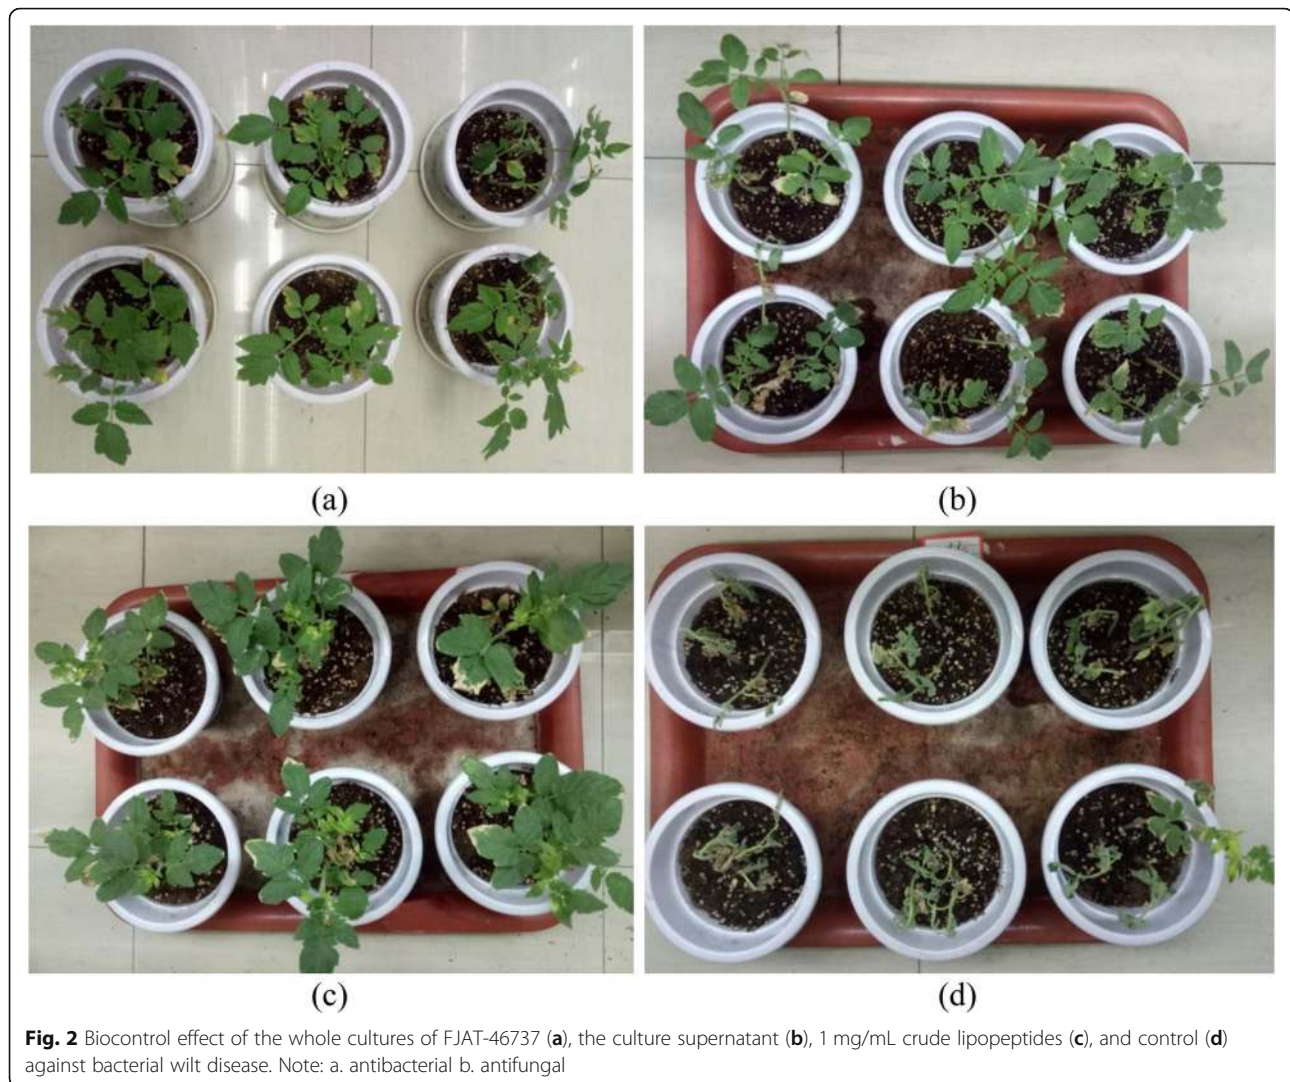 (a)
(b)
(c)
(d)
Fig. 2 Biocontrol effect of the whole cultures of FJAT-46737 (a), the culture supernatant (b), 1 mg/mL crude lipopeptides (c), and control (d)
against bacterial wilt disease. Note: a. antibacterial b. antifungal